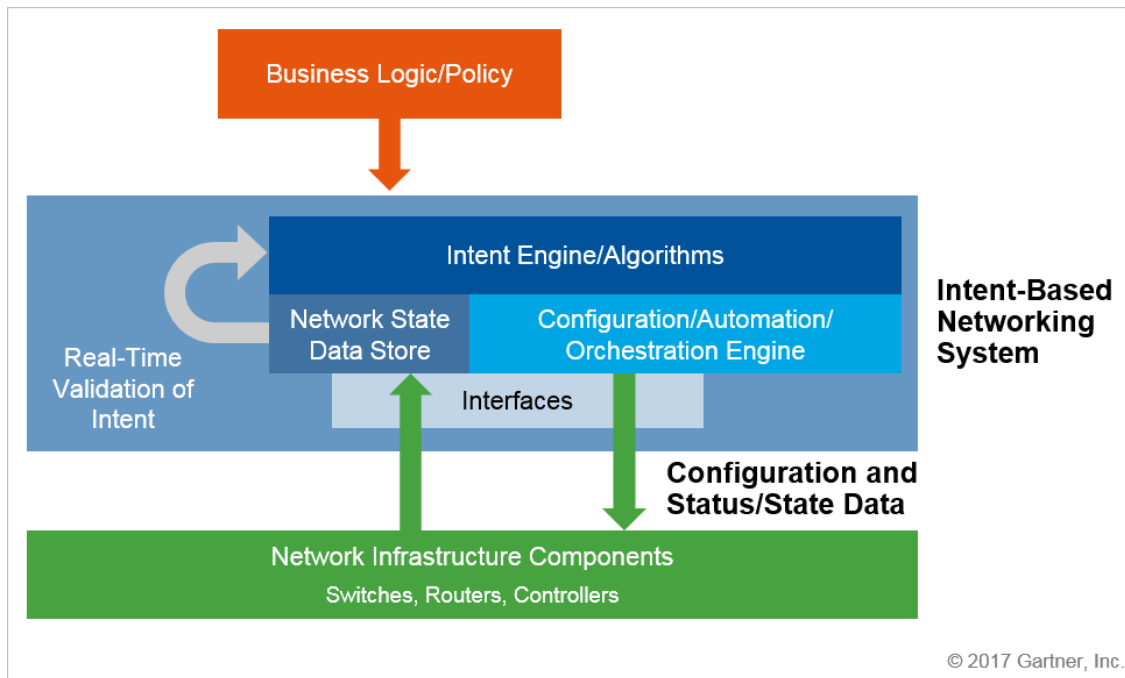 Business Logic/Policy
Intent Engine/Algorithms
Network State
Data Store
Configuration/Automation/
Orchestration Engine
Real-Time
Validation of
Intent
Interfaces
Intent-Based
Networking
System
Configuration and
Status/State Data
Network Infrastructure Components
Switches, Routers, Controllers
© 2017 Gartner, Inc.